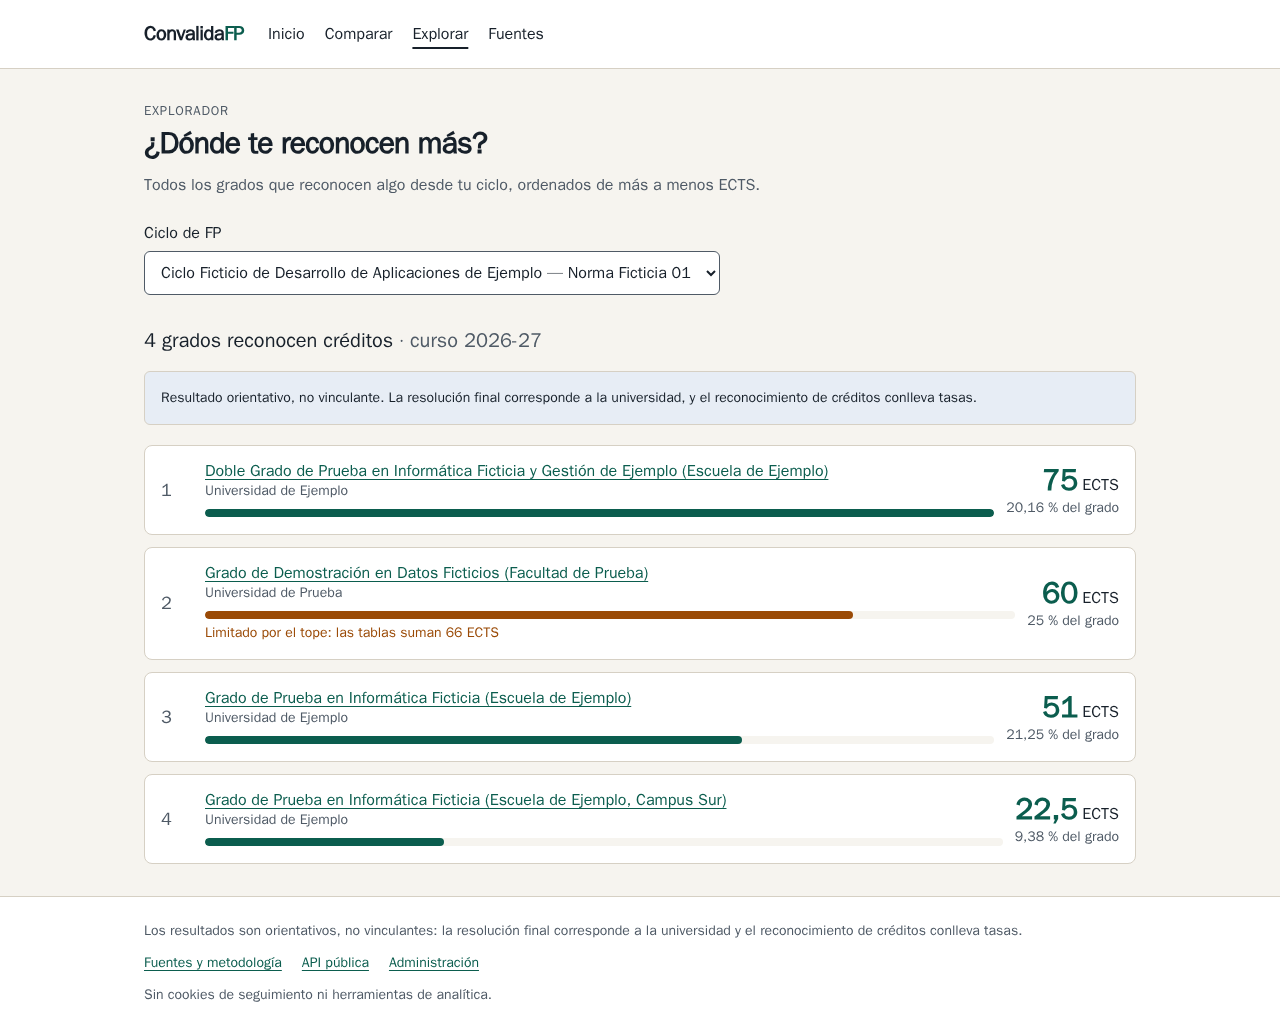 ConvalidaFP Inicio Comparar Explorar Fuentes
EXPLORADOR
¿Dónde te reconocen más?
Todos los grados que reconocen algo desde tu ciclo, ordenados de más a menos ECTS.
Ciclo de FP
Ciclo Ficticio de Desarrollo de Aplicaciones de Ejemplo — Norma Ficticia 01
4 grados reconocen créditos · curso 2026-27
Resultado orientativo, no vinculante. La resolución final corresponde a la universidad, y el reconocimiento de créditos conlleva tasas.
1
Doble Grado de Prueba en Informática Ficticia y Gestión de Ejemplo (Escuela de Ejemplo)
Universidad de Ejemplo
75 ECTS
20,16 % del grado
2
Grado de Demostración en Datos Ficticios (Facultad de Prueba)
Universidad de Prueba
Limitado por el tope: las tablas suman 66 ECTS
60 ECTS
25 % del grado
3
Grado de Prueba en Informática Ficticia (Escuela de Ejemplo)
Universidad de Ejemplo
51 ECTS
21,25 % del grado
4
Grado de Prueba en Informática Ficticia (Escuela de Ejemplo, Campus Sur)
Universidad de Ejemplo
22,5 ECTS
9,38 % del grado
Los resultados son orientativos, no vinculantes: la resolución final corresponde a la universidad y el reconocimiento de créditos conlleva tasas.
Fuentes y metodología API pública Administración
Sin cookies de seguimiento ni herramientas de analítica.